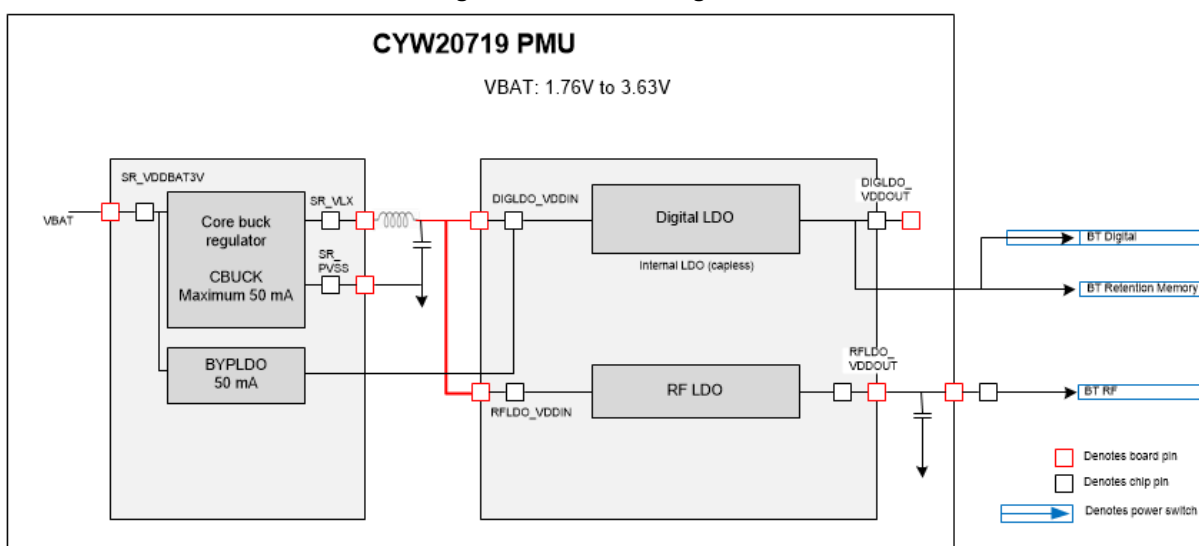 CYW20719 PMU
VBAT: 1.76V to 3.63V
SR_VDDBAT3V
VBAT
Core buck
regulator
CBUCK
Maximum 50 mA
SR_VLX
SR_
PVSS
BYPLDO
50 mA
DIGLDO_VDDIN
Digital LDO
Internal LDO (capless)
DIGLDO_
VDDOUT
BT Digital
BT Retention Memory
RFLDO_VDDIN
RF LDO
RFLDO_
VDDOUT
BT RF
Denotes board pin
Denotes chip pin
Denotes power switch